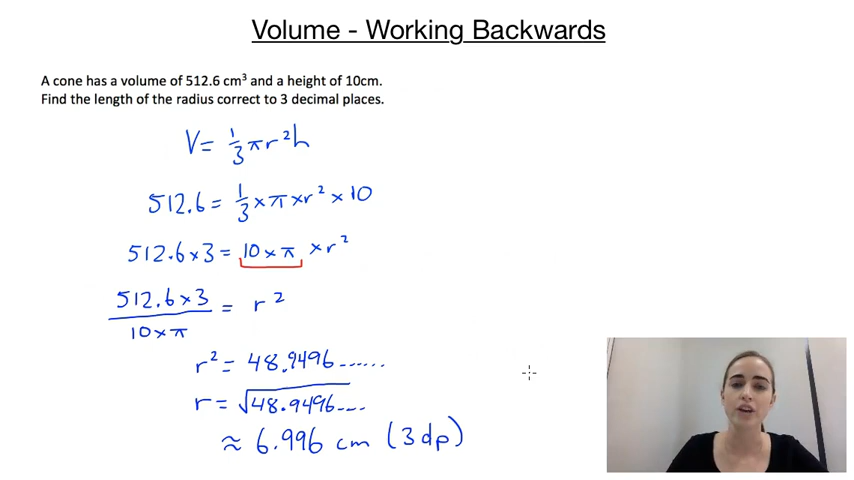 Volume - Working Backwards
A cone has a volume of 512.6 cm³ and a height of 10cm.
Find the length of the radius correct to 3 decimal places.
V = 1/3 πr²h
512.6 = 1/3 × π × r² × 10
512.6 × 3 = 10 × π × r²
512.6 × 3 / 10 × π = r²
r² = 48.9496......
r = √48.9496....
≈ 6.996 cm (3dp)